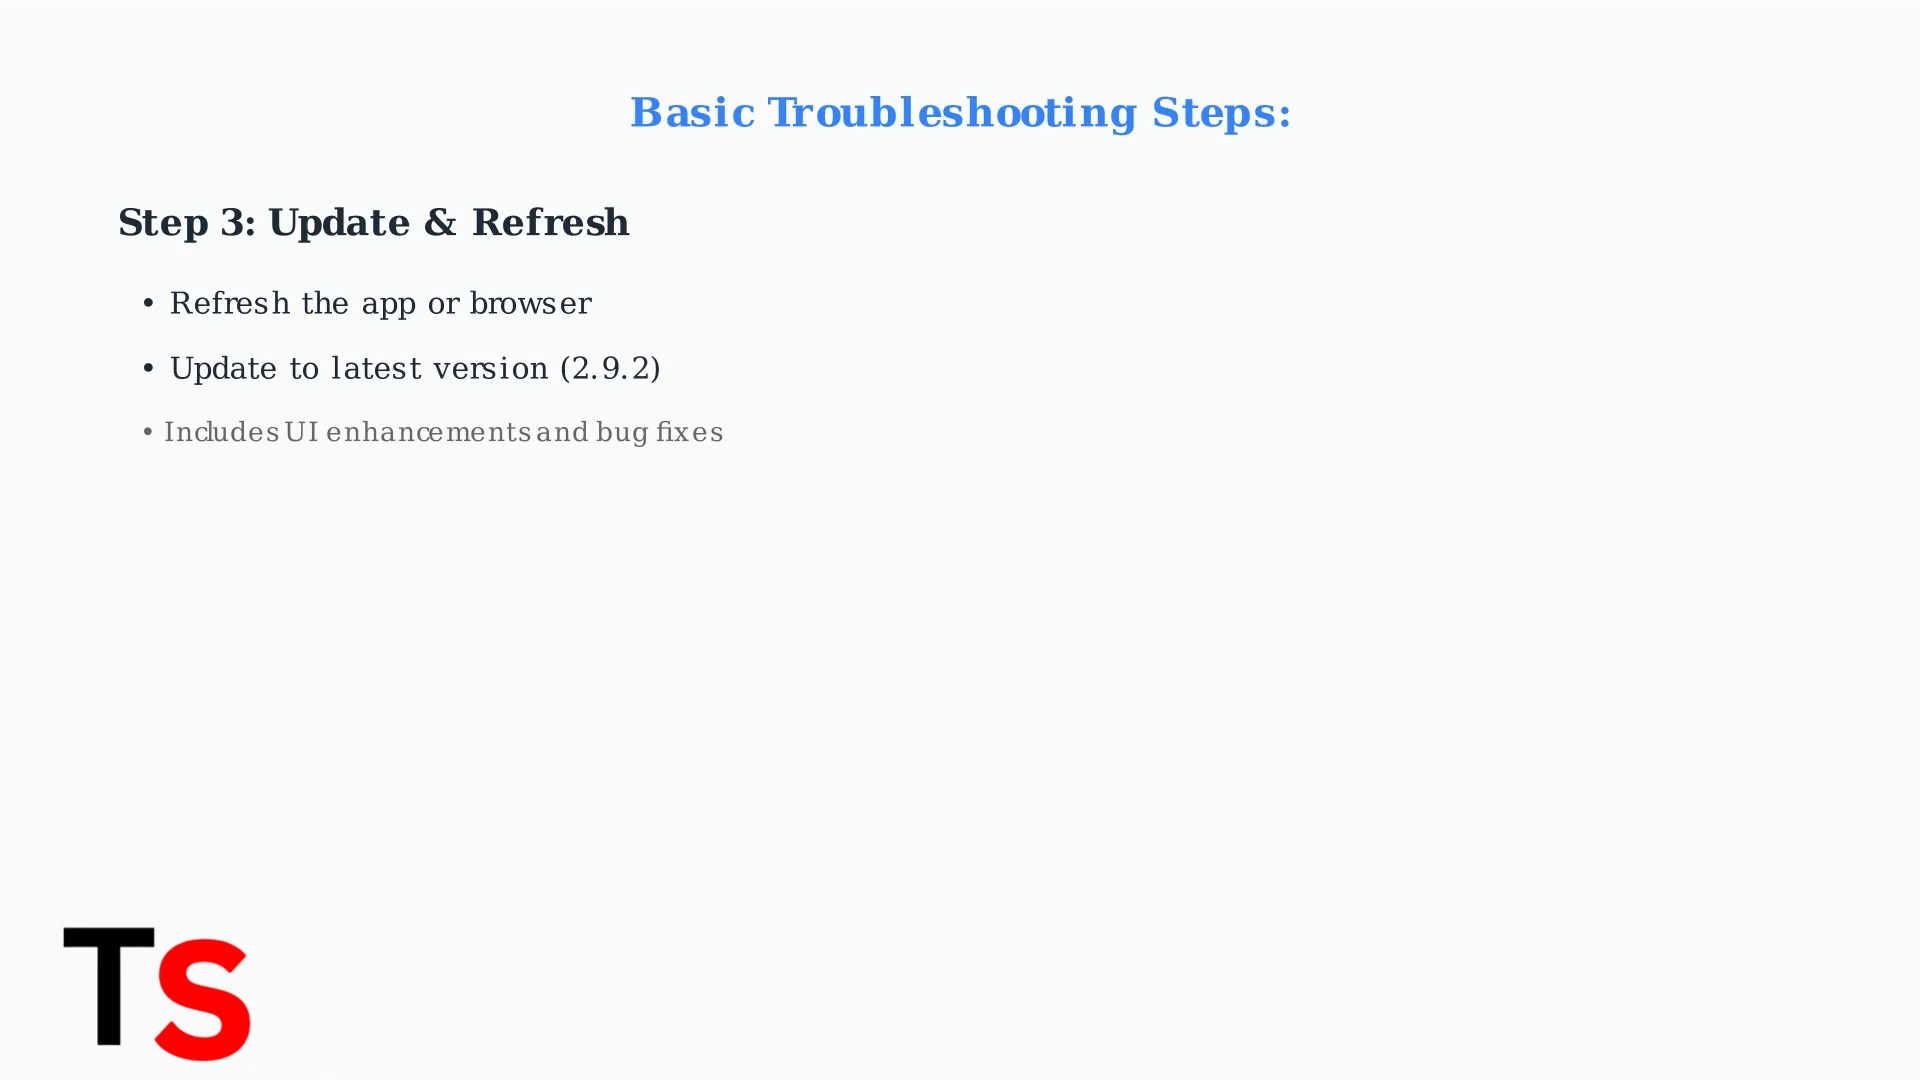 Basic Troubleshooting Steps:
Step 3: Update & Refresh
• Refresh the app or browser
• Update to latest version (2.9.2)
• Includes UI enhancements and bug fixes
TS